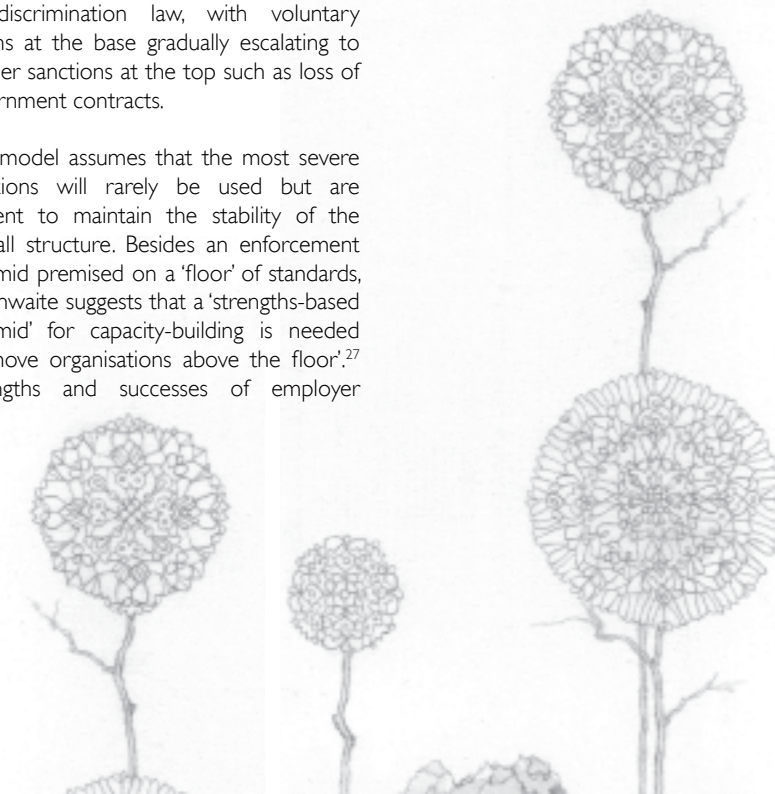 discrimination law, with voluntary
ns at the base gradually escalating to
er sanctions at the top such as loss of
ernment contracts.
model assumes that the most severe
tions will rarely be used but are
ent to maintain the stability of the
all structure. Besides an enforcement
mid premised on a ‘floor’ of standards,
hwaite suggests that a ‘strengths-based
mid’ for capacity-building is needed
nove organisations above the floor’.27
ngths and successes of employer